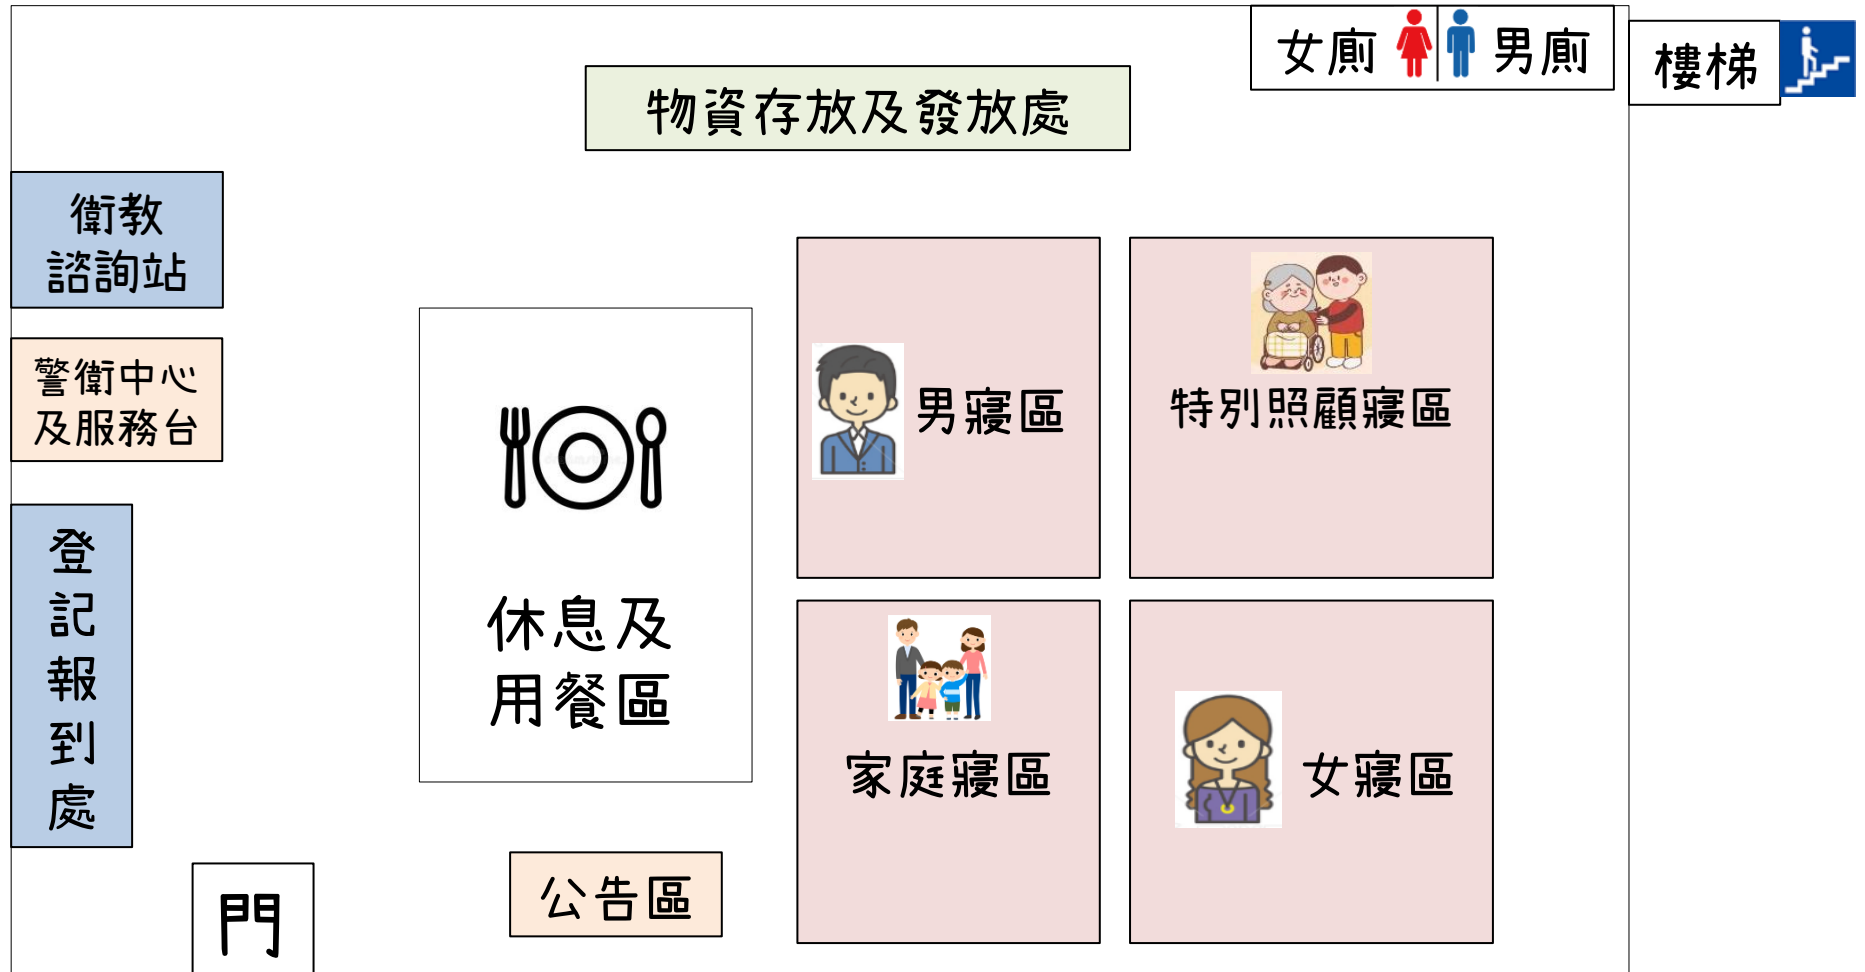 女廁
男廁
樓梯
物資存放及發放處
衛教
諮詢站
警衛中心
及服務台
登
記
報
到
處
休息及
用餐區
男寢區
特別照顧寢區
家庭寢區
女寢區
公告區
門